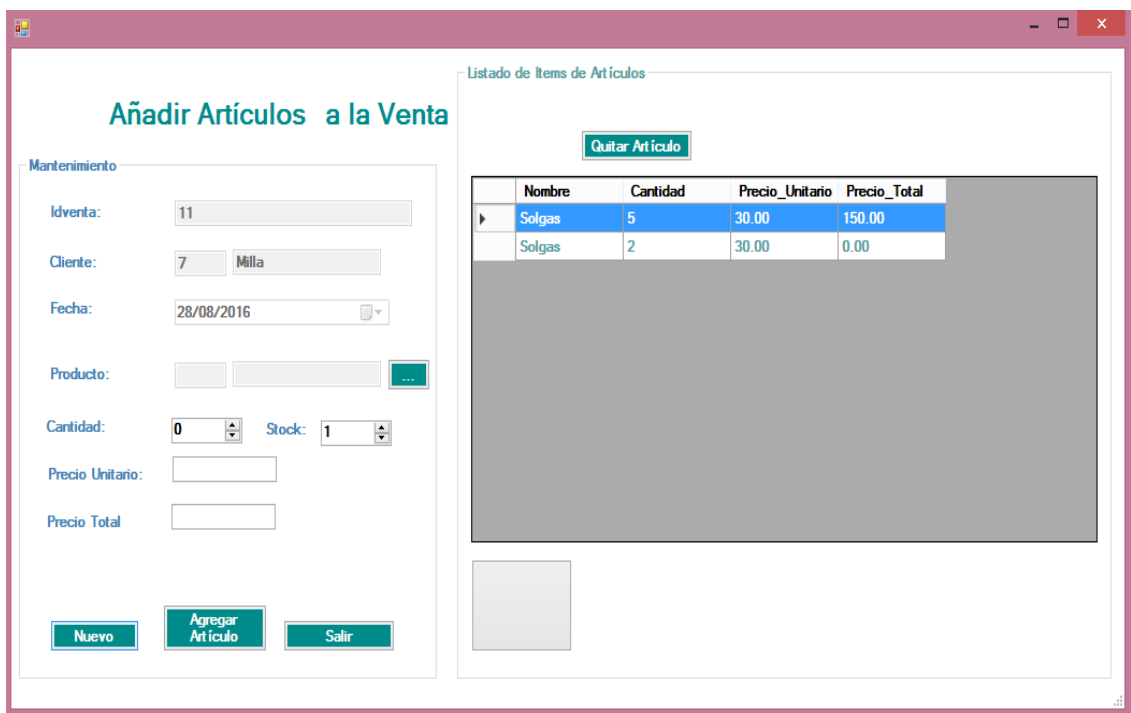 Añadir Artículos a la Venta
Mantenimiento
Idventa: 11
Cliente: 7 Milla
Fecha: 28/08/2016
Producto: ...
Cantidad: 0 Stock: 1
Precio Unitario:
Precio Total
Nuevo
Agregar
Artículo
Salir
Listado de Items de Artículos
Quitar Artículo
Nombre Cantidad Precio_Unitario Precio_Total
Solgas 5 30.00 150.00
Solgas 2 30.00 0.00